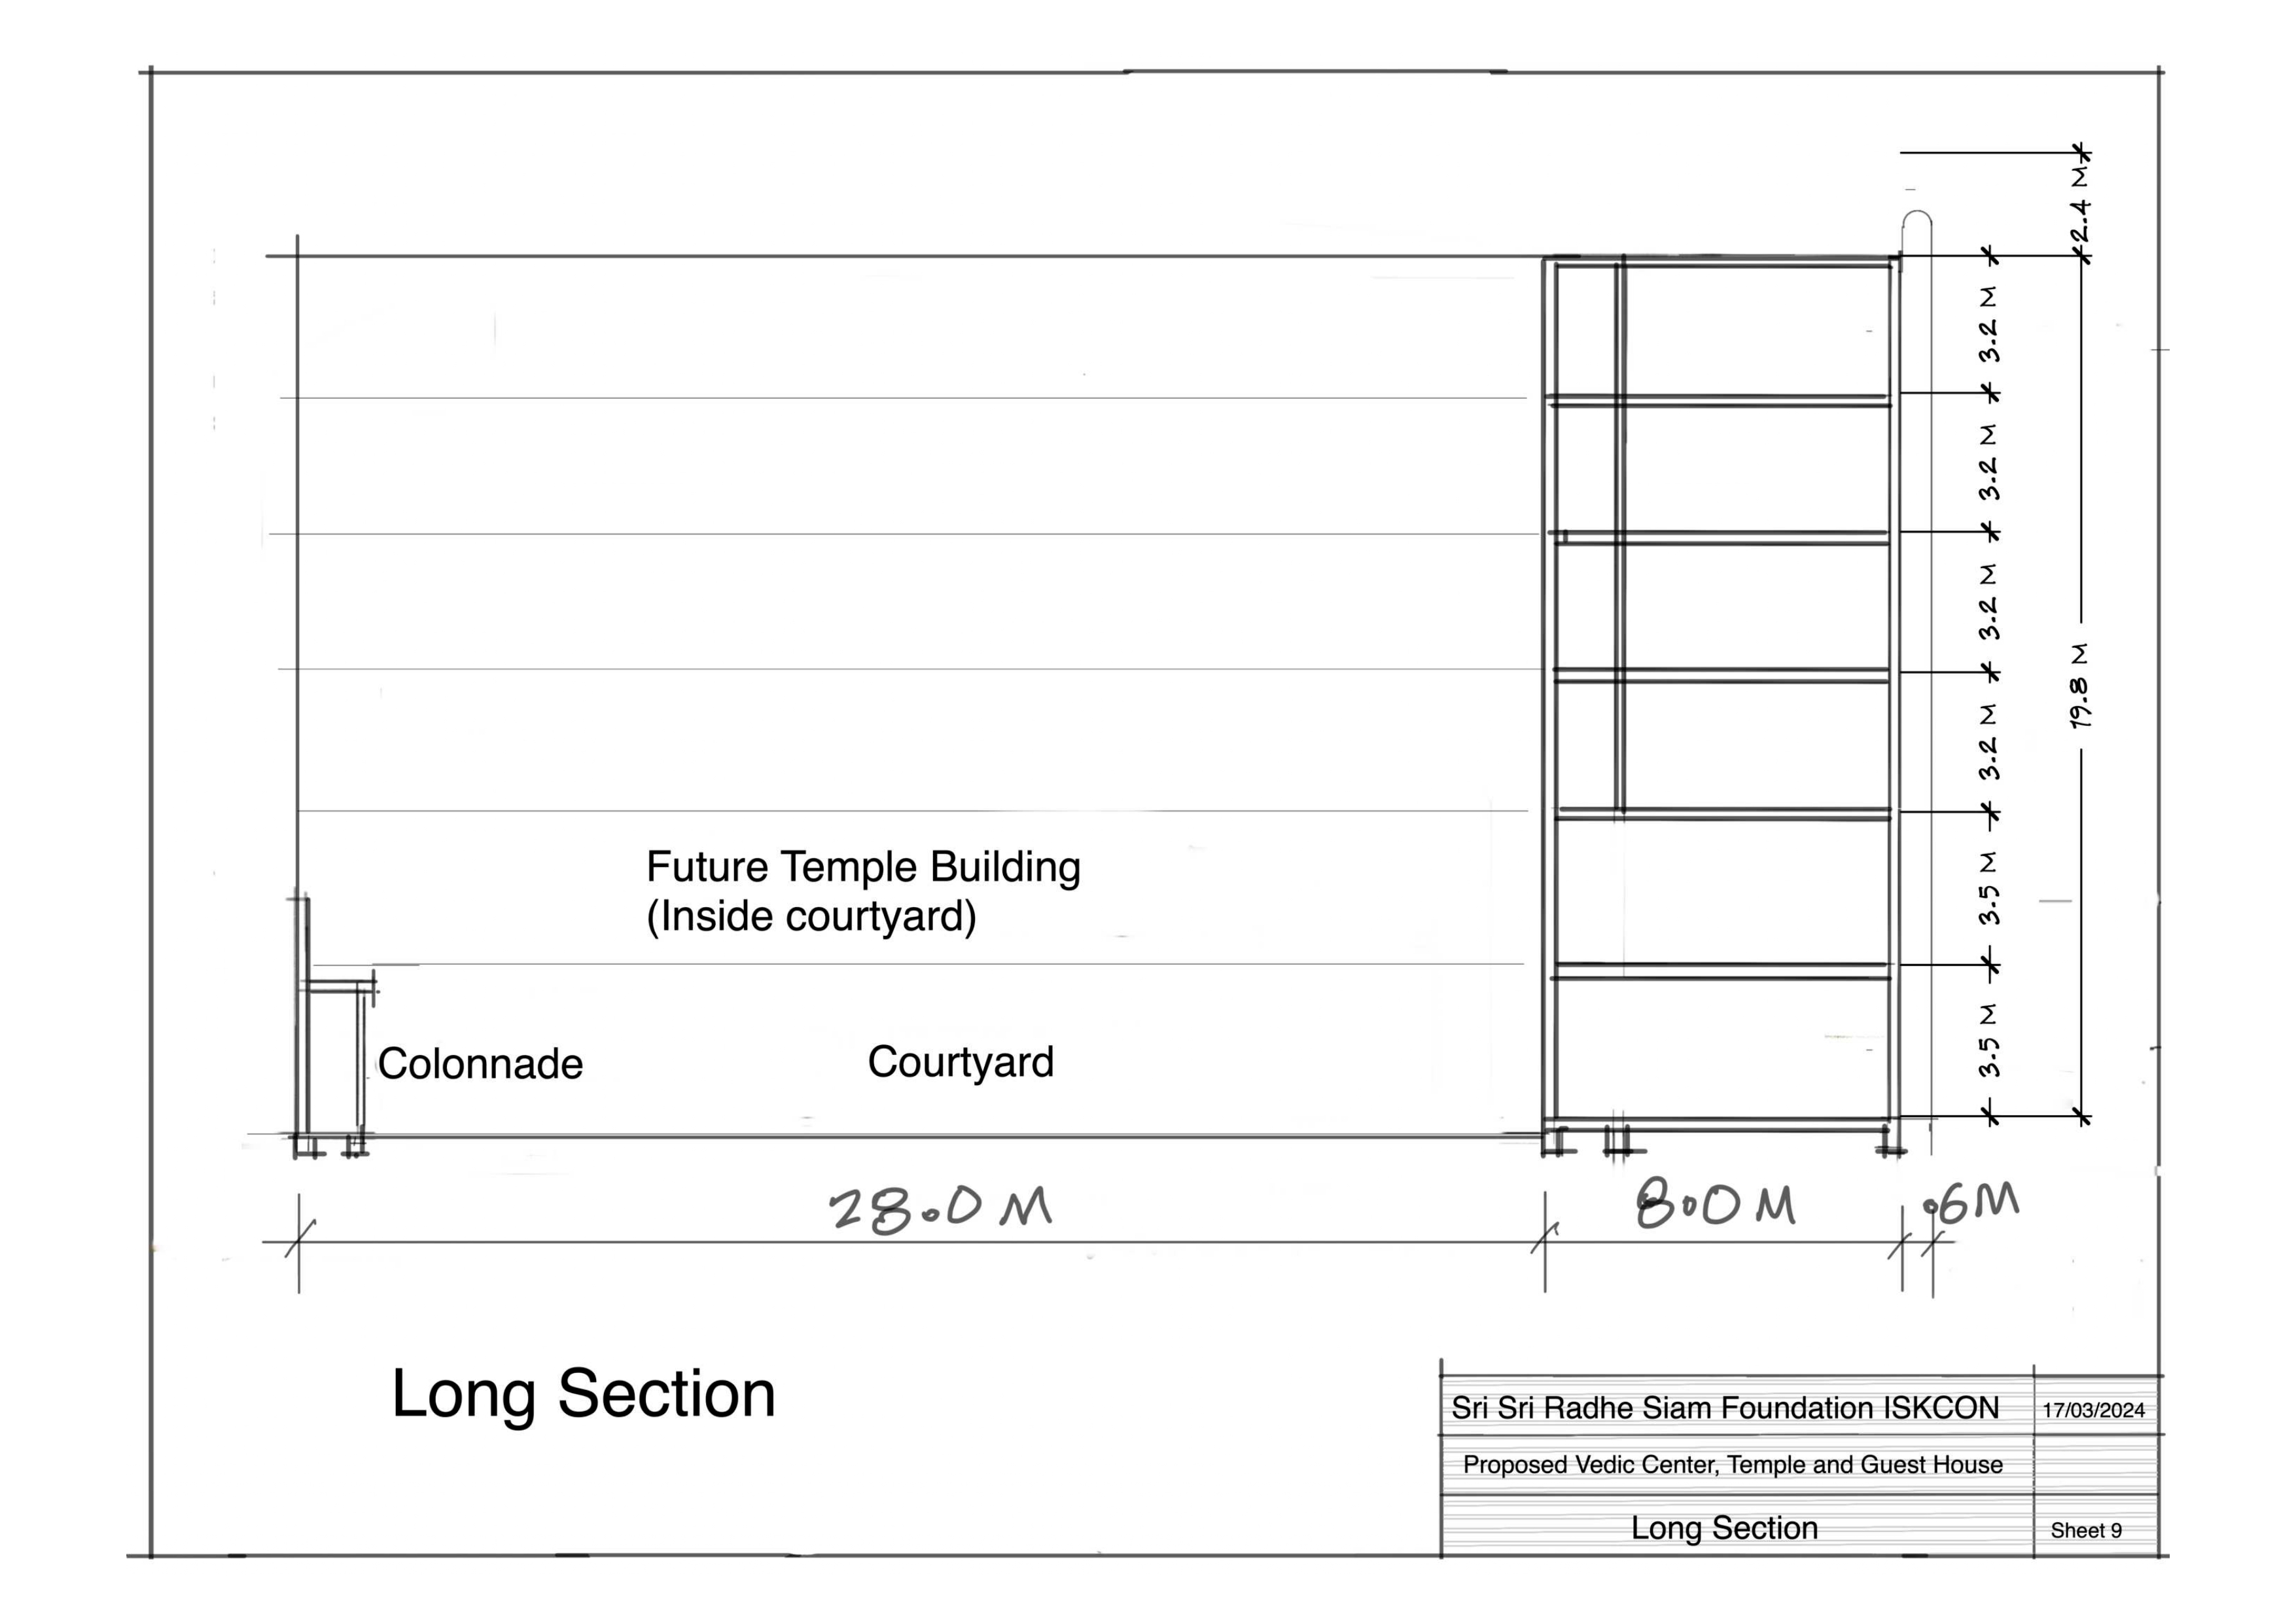 2.4 M
3.2 M
3.2 M
3.2 M
3.2 M
19.8 M
3.5 M
3.5 M
Future Temple Building
(Inside courtyard)
Colonnade
Courtyard
28.0 M
8.0 M
.6M
Long Section
Sri Sri Radhe Siam Foundation ISKCON
17/03/2024
Proposed Vedic Center, Temple and Guest House
Long Section
Sheet 9